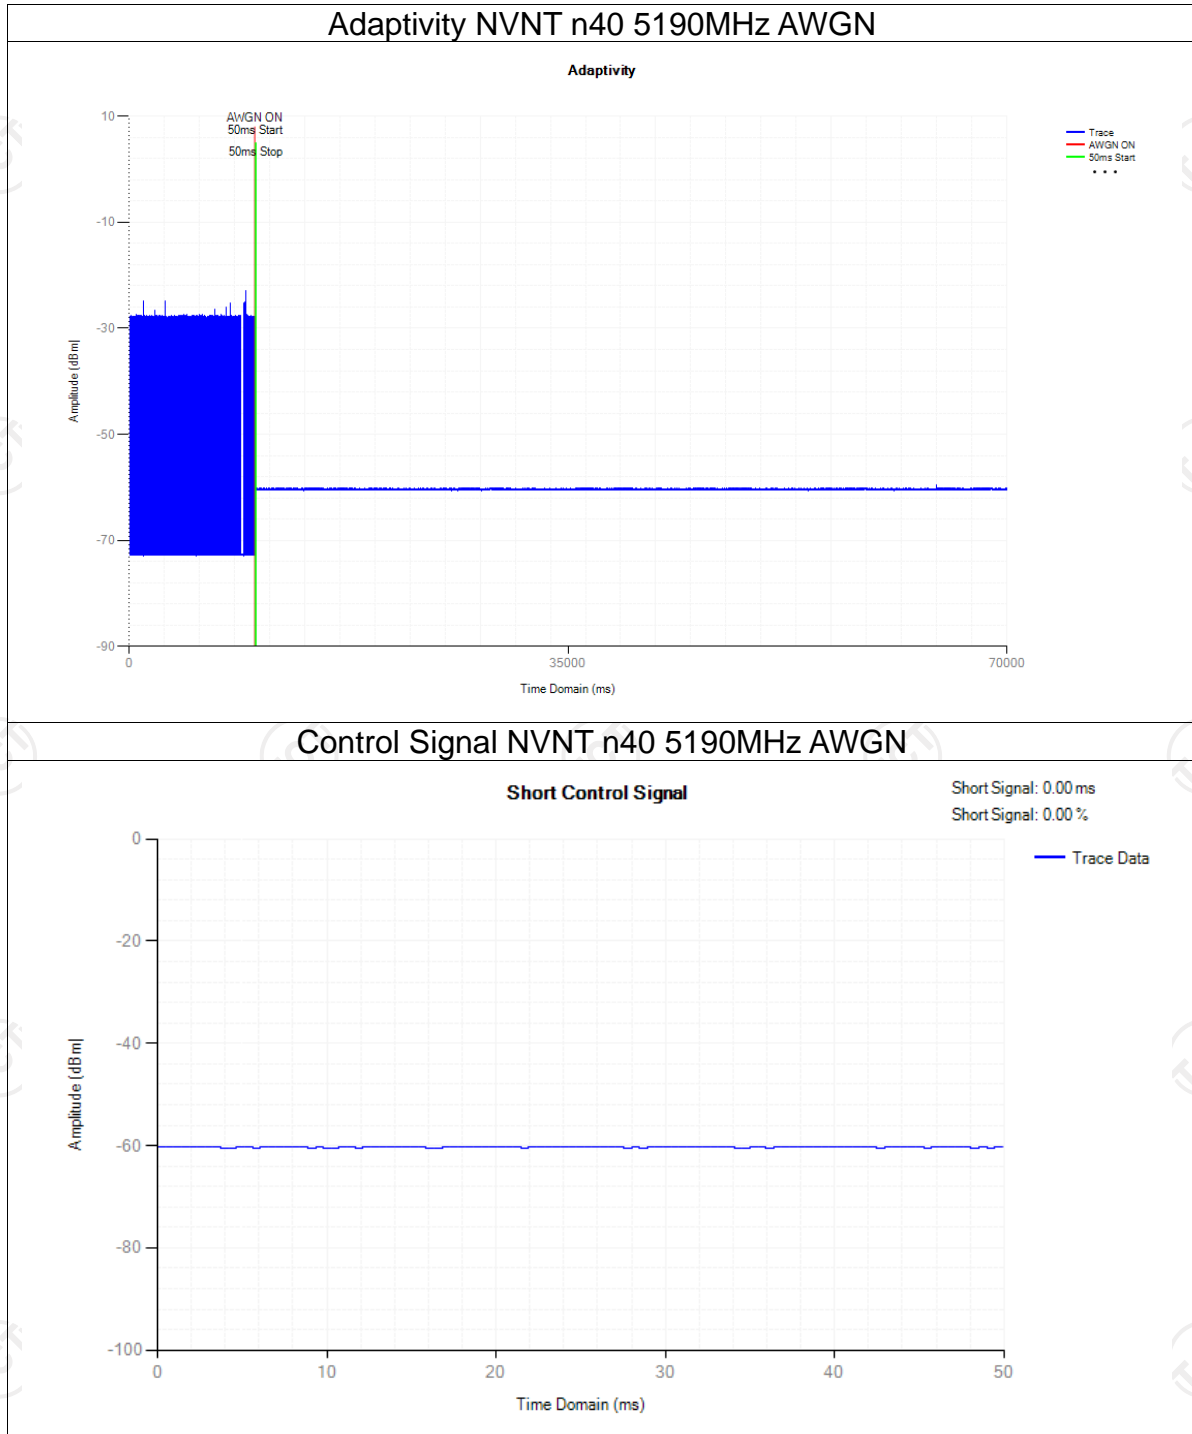 Adaptivity NVNT n40 5190MHz AWGN
Adaptivity
AWGN ON
50ms Start
50ms Stop
Trace
AWGN ON
50ms Start
...
10
-10
-30
-50
-70
-90
Amplitude [dBm]
0 35000 70000
Time Domain (ms)
Control Signal NVNT n40 5190MHz AWGN
Short Control Signal
Short Signal: 0.00 ms
Short Signal: 0.00 %
Trace Data
0
-20
-40
-60
-80
-100
Amplitude [dBm]
0 10 20 30 40 50
Time Domain (ms)